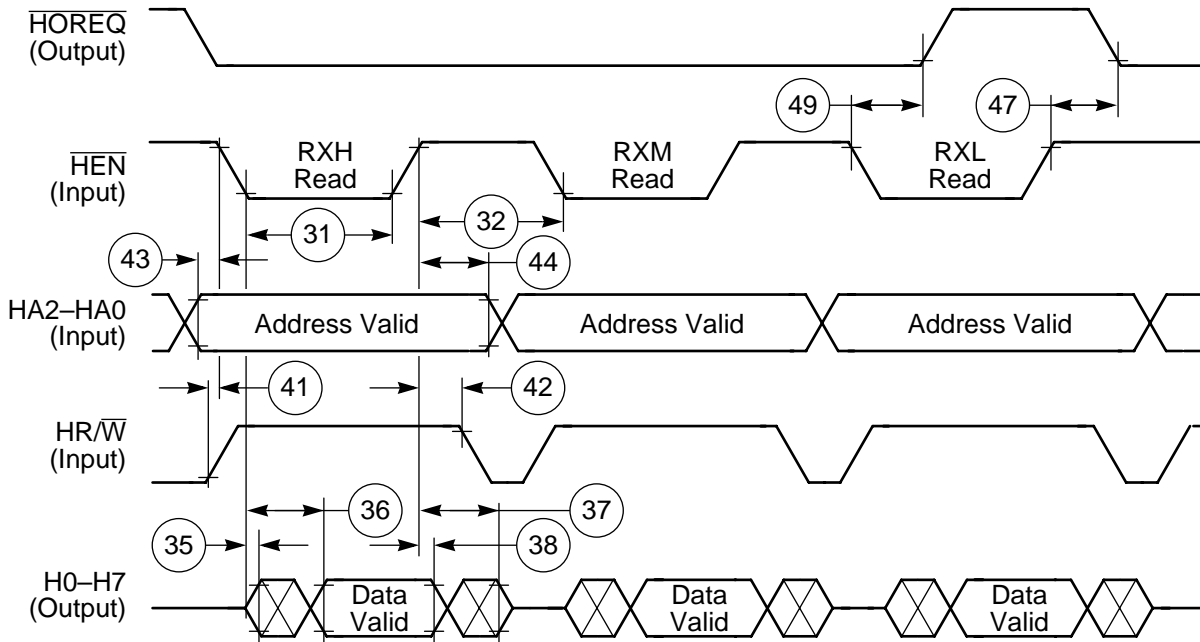 HOREQ
(Output)
49
47
HEN
(Input)
RXH
Read
RXM
Read
RXL
Read
31
32
43
44
HA2–HA0
(Input)
Address Valid
Address Valid
Address Valid
41
42
HR/W
(Input)
36
37
35
38
H0–H7
(Output)
Data
Valid
Data
Valid
Data
Valid